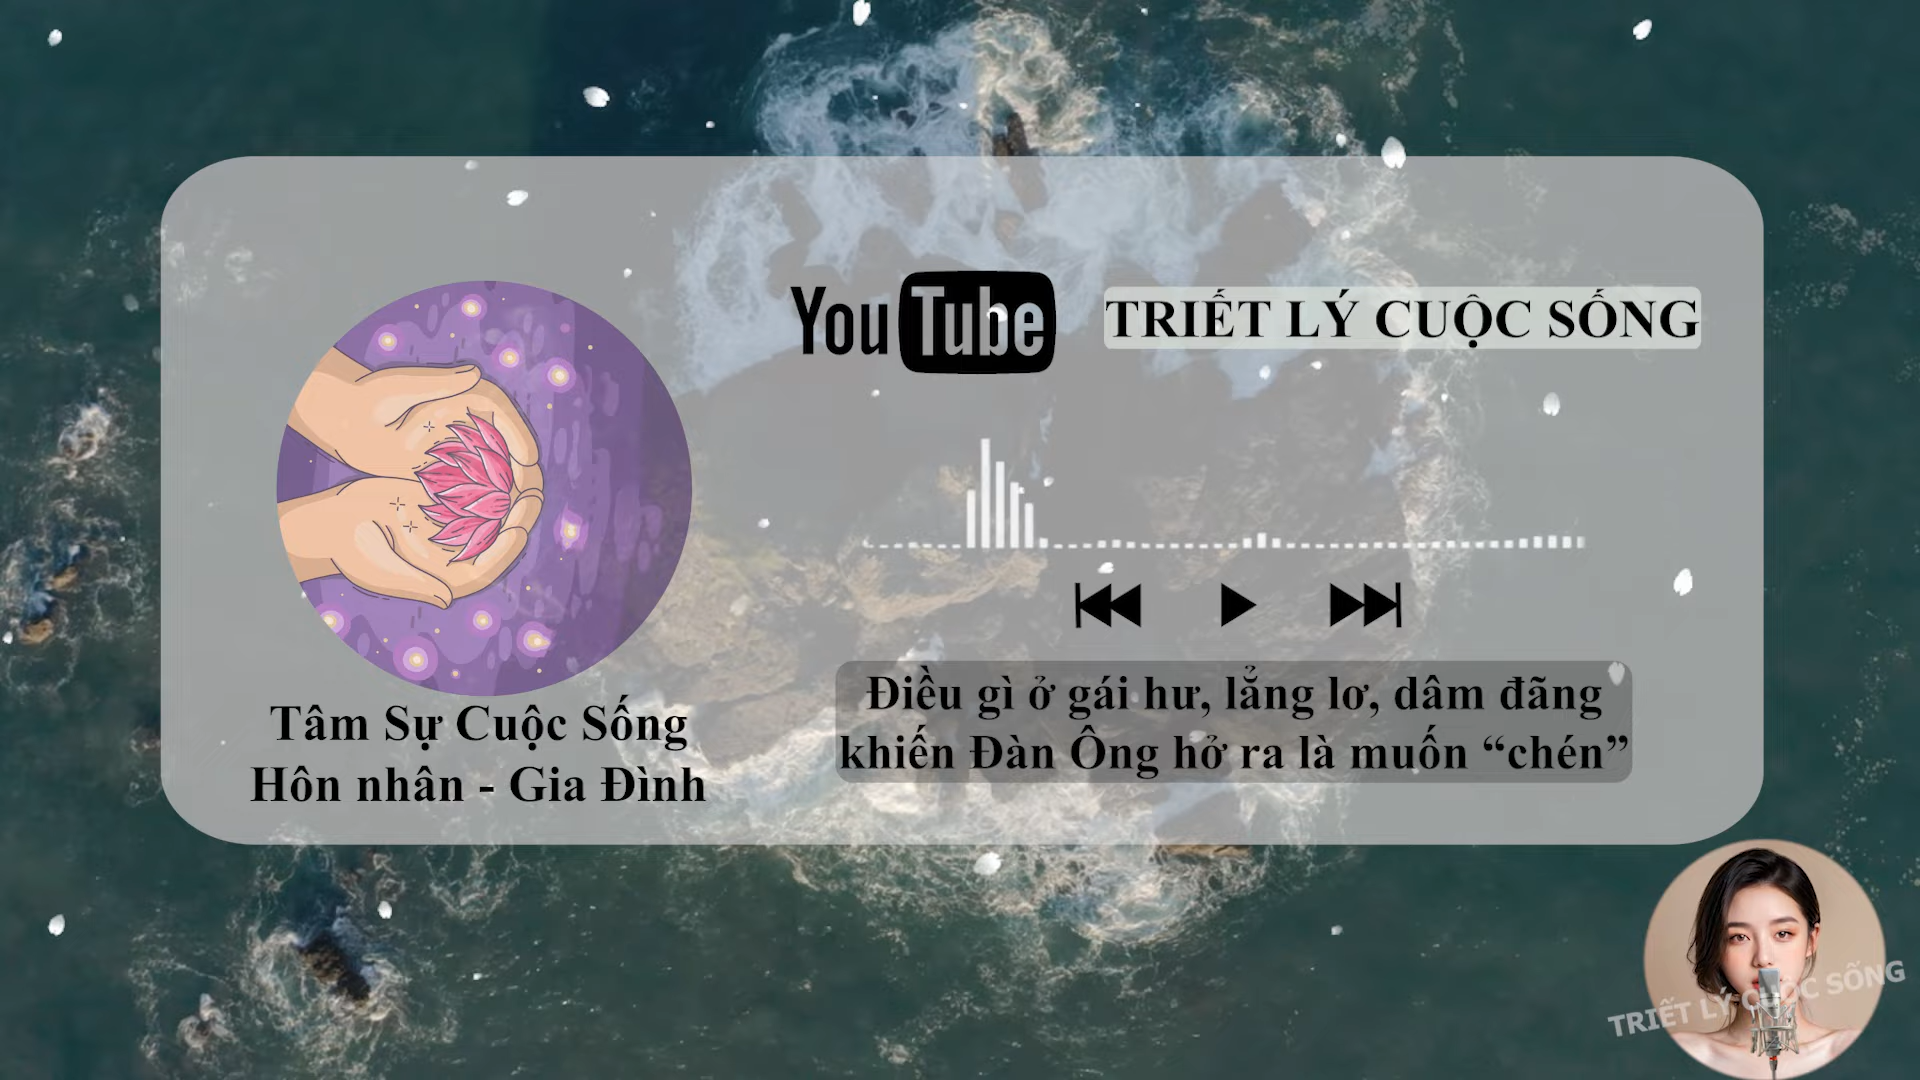 YouTube
TRIẾT LÝ CUỘC SỐNG
Tâm Sự Cuộc Sống
Hôn nhân - Gia Đình
Điều gì ở gái hư, lẳng lơ, dâm đãng
khiến Đàn Ông hở ra là muốn “chén”
TRIẾT LÝ CUỘC SỐNG